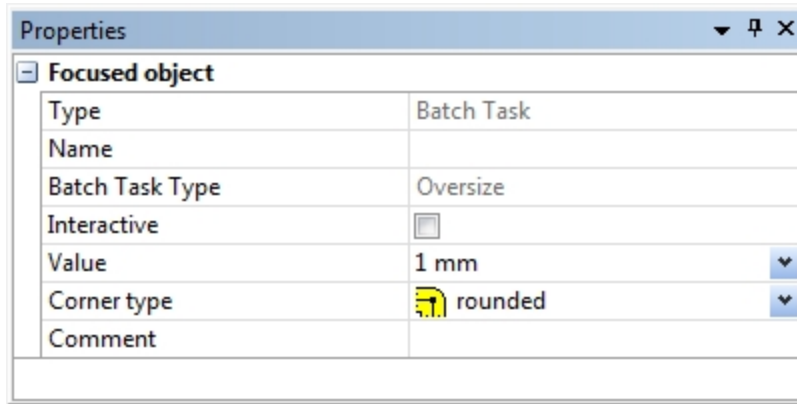 Properties
Focused object
Type Batch Task
Name
Batch Task Type Oversize
Interactive
Value 1 mm
Corner type rounded
Comment